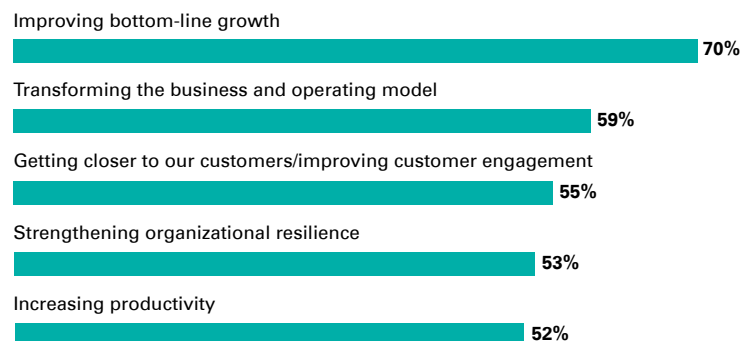 Improving bottom-line growth
70%
Transforming the business and operating model
59%
Getting closer to our customers/improving customer engagement
55%
Strengthening organizational resilience
53%
Increasing productivity
52%